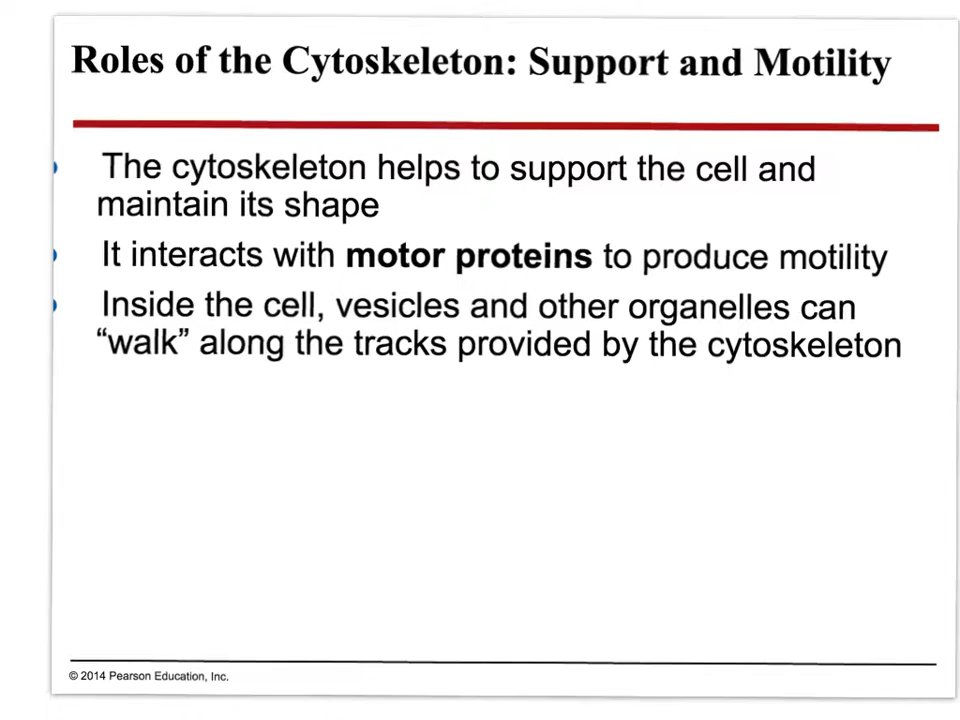 Roles of the Cytoskeleton: Support and Motility
The cytoskeleton helps to support the cell and
maintain its shape
It interacts with motor proteins to produce motility
Inside the cell, vesicles and other organelles can
“walk” along the tracks provided by the cytoskeleton
© 2014 Pearson Education, Inc.